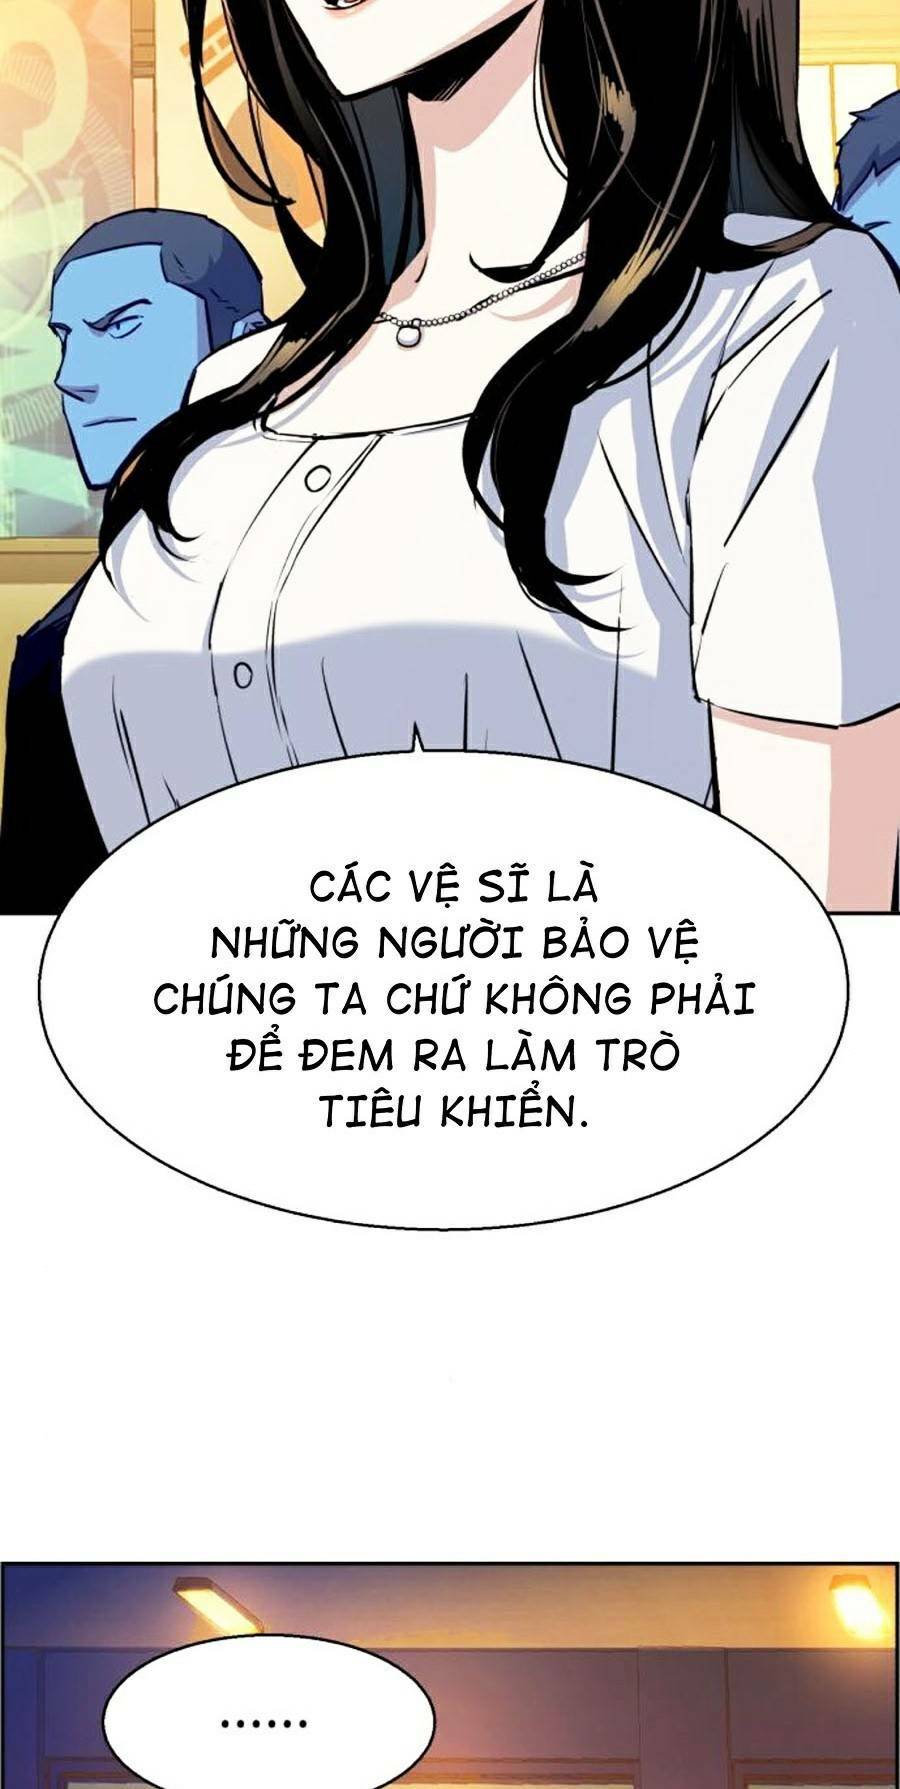 CÁC VỆ SĨ LÀ
NHỮNG NGƯỜI BẢO VỆ
CHÚNG TA CHỨ KHÔNG PHẢI
ĐỂ ĐEM RA LÀM TRÒ
TIÊU KHIỂN.
......